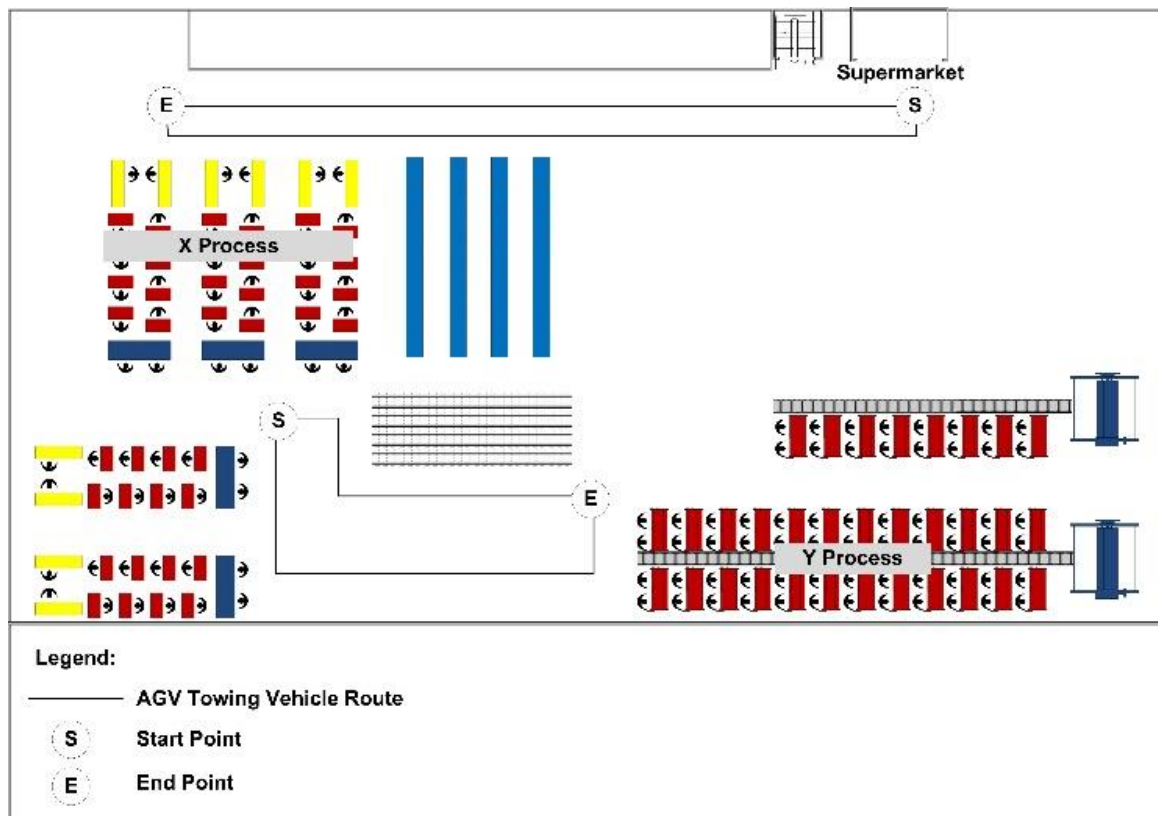 Supermarket
E
S
X Process
S
E
Y Process
Legend:
AGV Towing Vehicle Route
S Start Point
E End Point